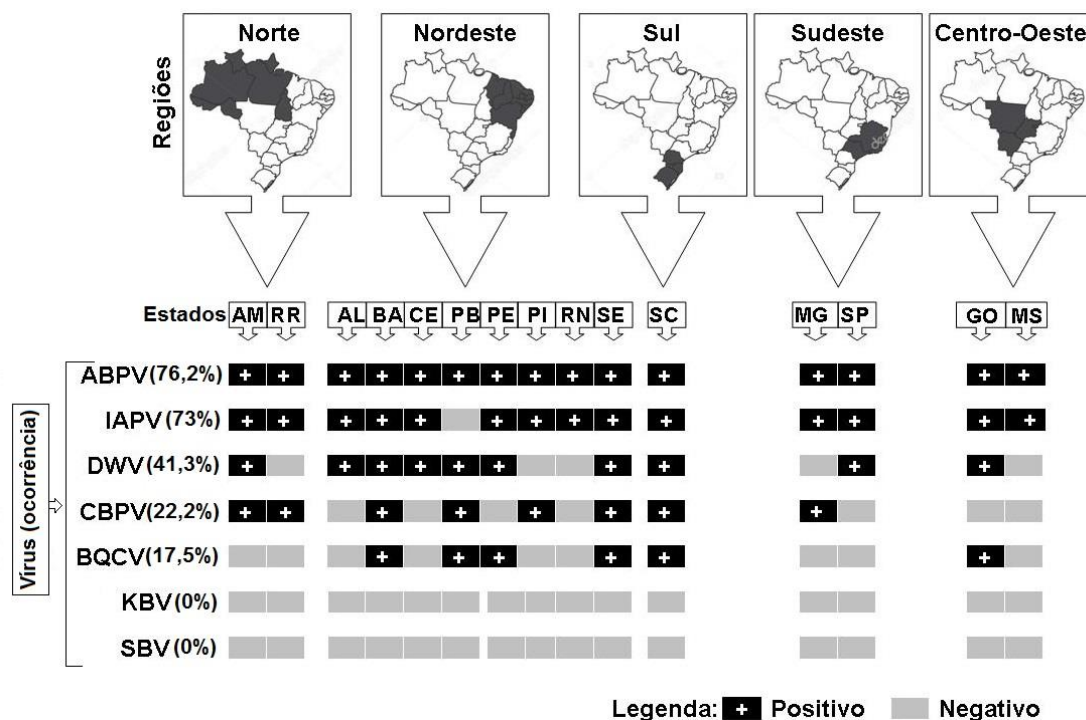 Norte Nordeste Sul Sudeste Centro-Oeste
Regiões
Estados AM RR AL BA CE PB PE PI RN SE SC MG SP GO MS
Vírus (ocorrência)
ABPV (76,2%) + + + + + + + + + + + + + + +
IAPV (73%) + + + + + + + + + + + + + +
DWV (41,3%) + + + + + + + + + +
CBPV (22,2%) + + + + + + + +
BQCV (17,5%) + + + + + +
KBV (0%)
SBV (0%)
Legenda: + Positivo Negativo